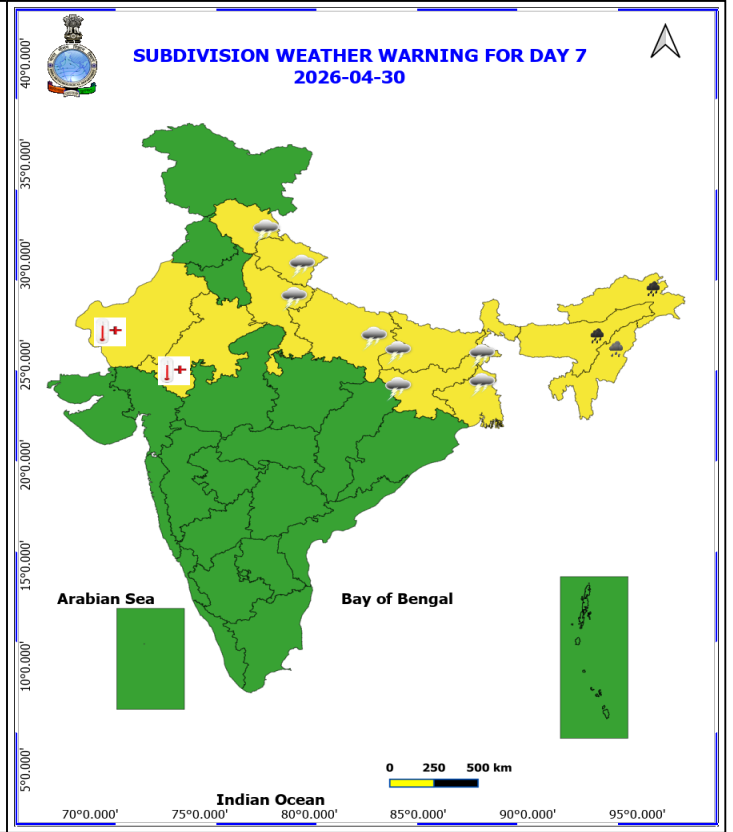 SUBDIVISION WEATHER WARNING FOR DAY 7
2026-04-30
40°0.000'
35°0.000'
30°0.000'
25°0.000'
20°0.000'
15°0.000'
10°0.000'
5°0.000'
Arabian Sea
Bay of Bengal
0 250 500 km
Indian Ocean
70°0.000' 75°0.000' 80°0.000' 85°0.000' 90°0.000' 95°0.000'